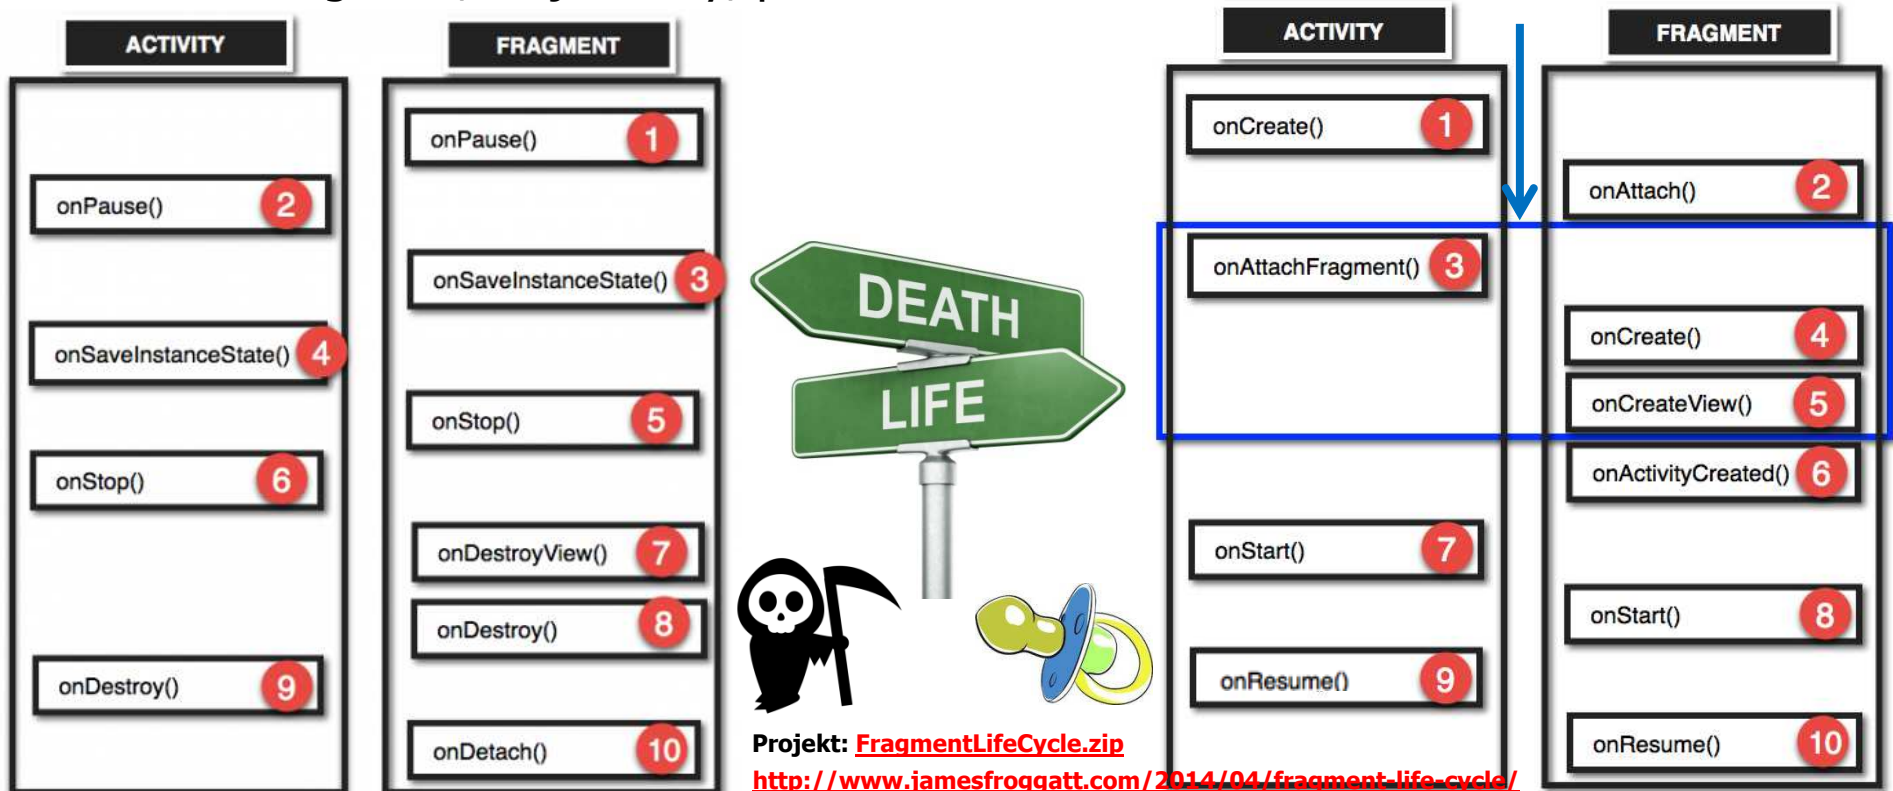 ACTIVITY
FRAGMENT
onPause() 1
onPause() 2
onSaveInstanceState() 3
onSaveInstanceState() 4
onStop() 5
onStop() 6
onDestroyView() 7
onDestroy() 8
onDestroy() 9
onDetach() 10
DEATH
LIFE
Projekt: FragmentLifeCycle.zip
http://www.jamesfroggatt.com/2014/04/fragment-life-cycle/
ACTIVITY
FRAGMENT
onCreate() 1
onAttach() 2
onAttachFragment() 3
onCreate() 4
onCreateView() 5
onActivityCreated() 6
onStart() 7
onStart() 8
onResume() 9
onResume() 10